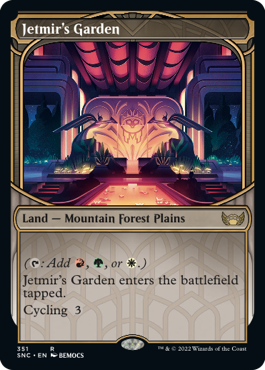 Jetmir's Garden
Land — Mountain Forest Plains
(: Add , , or .)
Jetmir's Garden enters the battlefield
tapped.
Cycling 3
351 R
SNC • EN BEMOCS
™ & © 2022 Wizards of the Coast